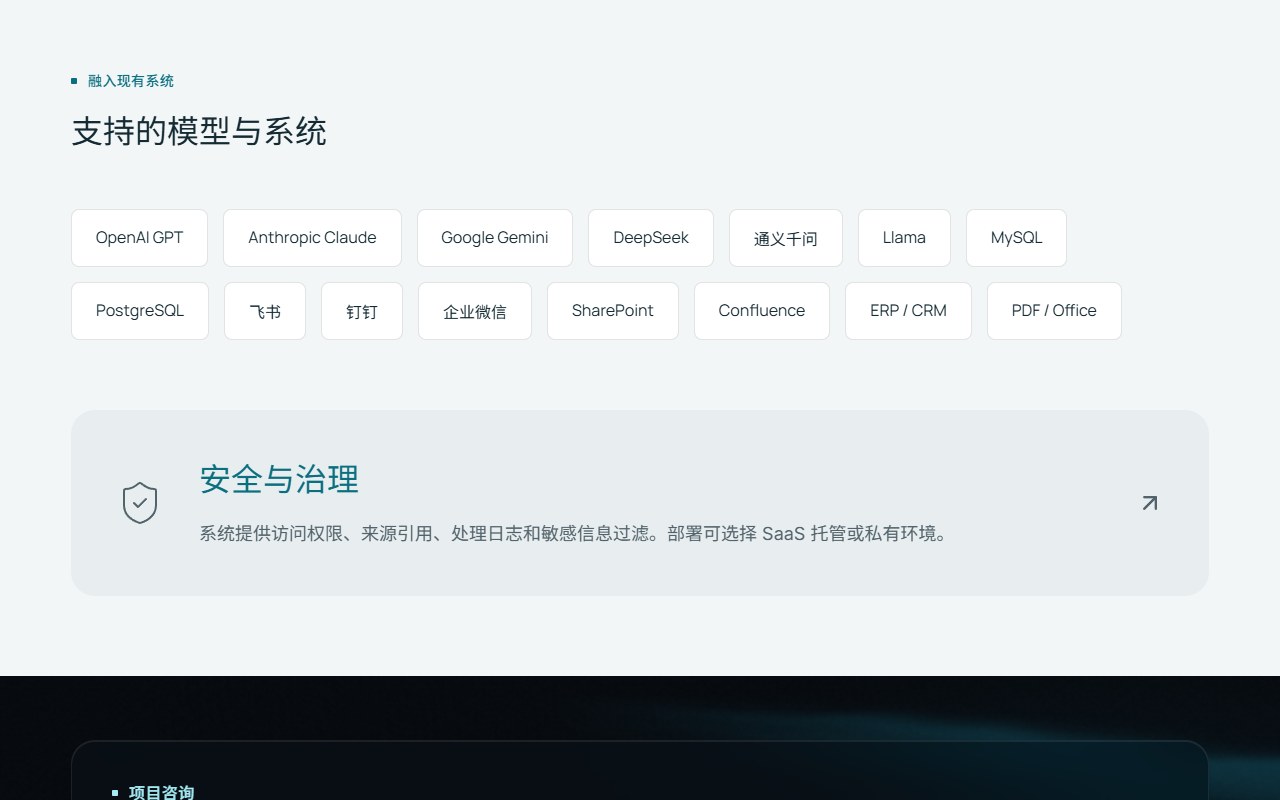 融入现有系统
支持的模型与系统
OpenAI GPT Anthropic Claude Google Gemini DeepSeek 通义千问 Llama MySQL
PostgreSQL 飞书 钉钉 企业微信 SharePoint Confluence ERP / CRM PDF / Office
安全与治理
系统提供访问权限、来源引用、处理日志和敏感信息过滤。部署可选择 SaaS 托管或私有环境。
项目咨询